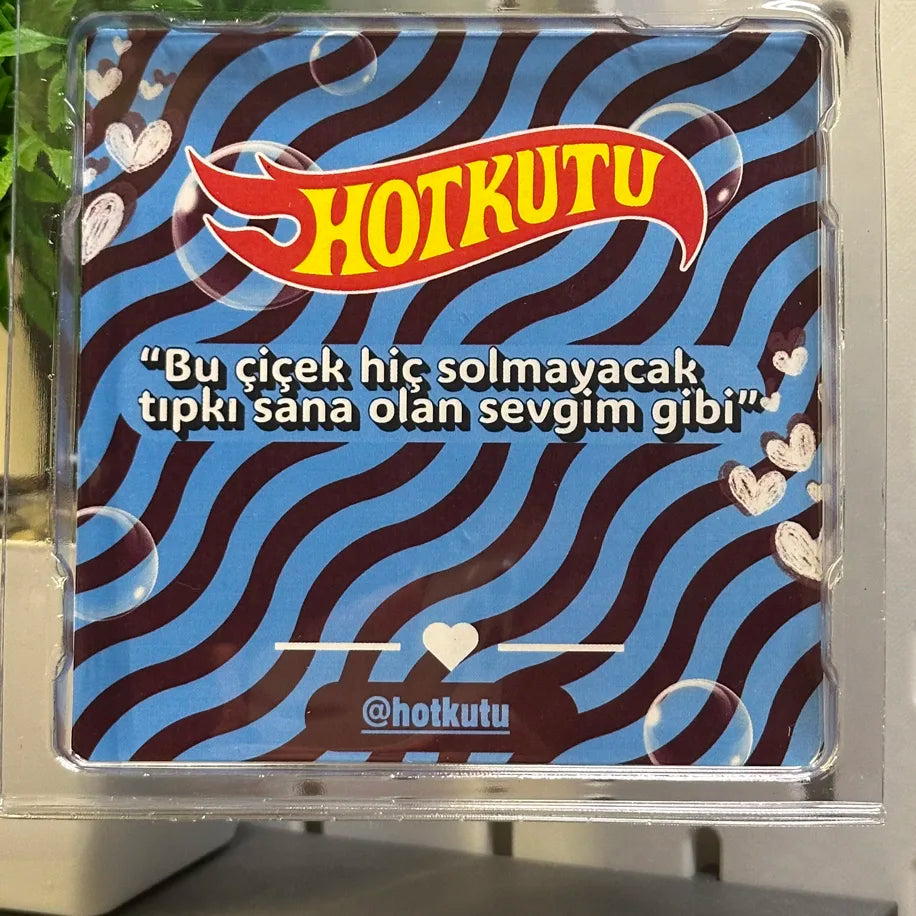 HOTKUTU
“Bu çiçek hiç solmayacak
tıpkı sana olan sevgim gibi”
@hotkutu